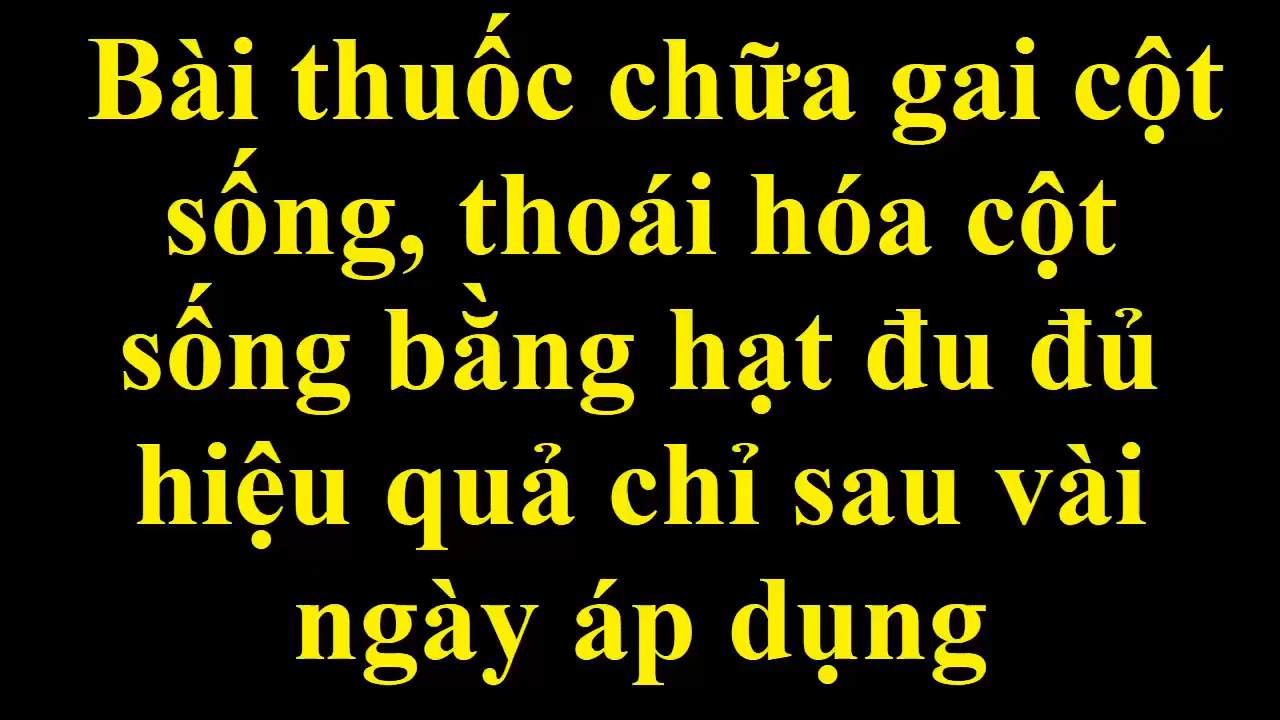 Bài thuốc chữa gai cột
sống, thoái hóa cột
sống bằng hạt đu đủ
hiệu quả chỉ sau vài
ngày áp dụng